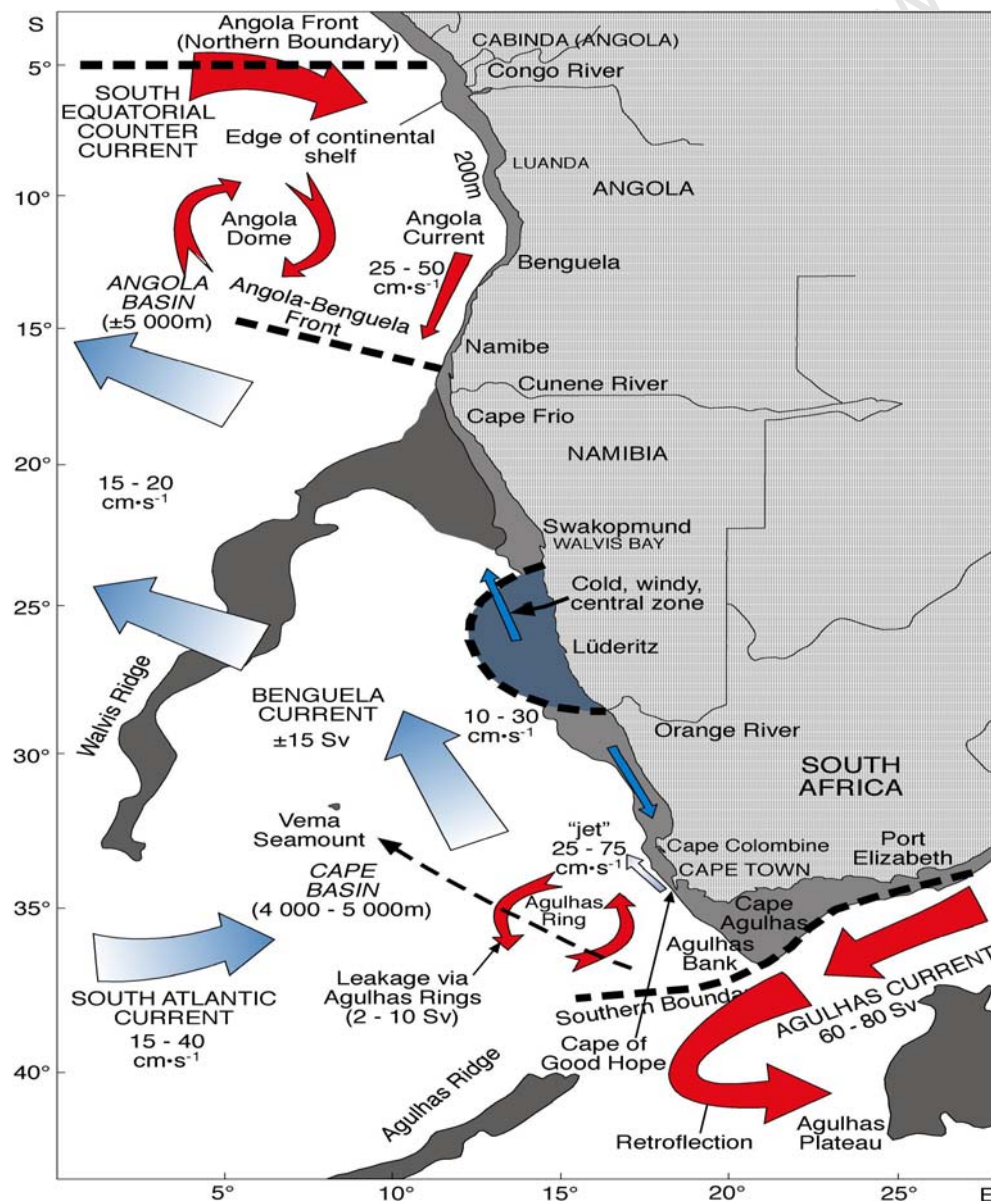 S
Angola Front
(Northern Boundary)
CABINDA (ANGOLA)
5°
Congo River
SOUTH
EQUATORIAL
COUNTER
CURRENT
Edge of continental
shelf
200m
LUANDA
ANGOLA
10°
Angola
Dome
Angola
Current
25 - 50
cm•s-1
Benguela
ANGOLA
BASIN
(±5 000m)
Angola-Benguela
Front
15°
Namibe
Cunene River
Cape Frio
NAMIBIA
20°
15 - 20
cm•s-1
Swakopmund
WALVIS BAY
Cold, windy,
central zone
25°
Lüderitz
Walvis Ridge
BENGUELA
CURRENT
±15 Sv
10 - 30
cm•s-1
Orange River
30°
SOUTH
AFRICA
Vema
Seamount
"jet"
25 - 75
cm•s-1
Cape Colombine
CAPE TOWN
Port
Elizabeth
CAPE
BASIN
(4 000 - 5 000m)
35°
Agulhas
Ring
Cape
Agulhas
Agulhas
Bank
Leakage via
Agulhas Rings
(2 - 10 Sv)
SOUTH ATLANTIC
CURRENT
15 - 40
cm•s-1
Southern Bounda
AGULHAS CURRENT
60 - 80 Sv
Cape of
Good Hope
40°
Agulhas Ridge
Retroflection
Agulhas
Plateau
5° 10° 15° 20° 25° E